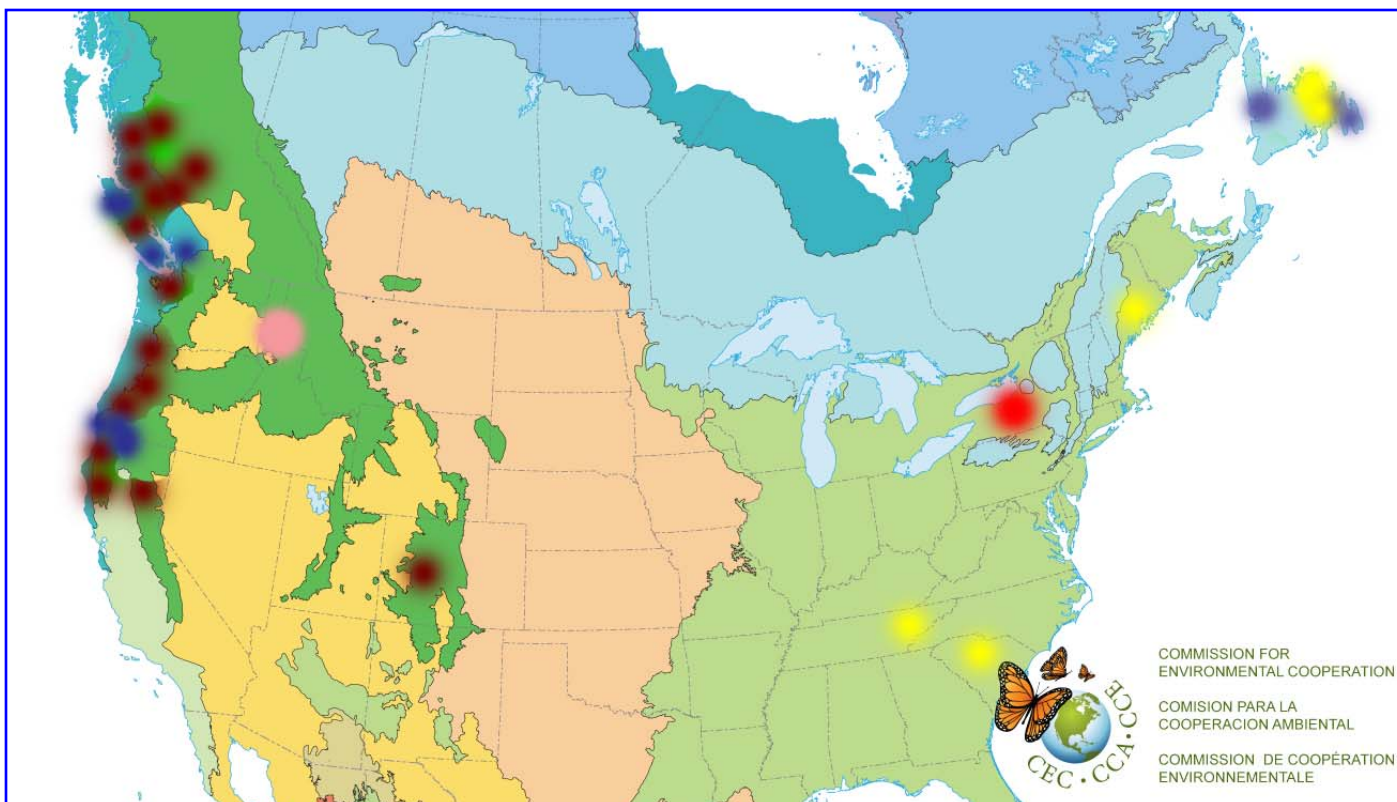 COMMISSION FOR
ENVIRONMENTAL COOPERATION
COMISION PARA LA
COOPERACION AMBIENTAL
COMMISSION DE COOPÉRATION
ENVIRONNEMENTALE
CEC • CCA • CCE